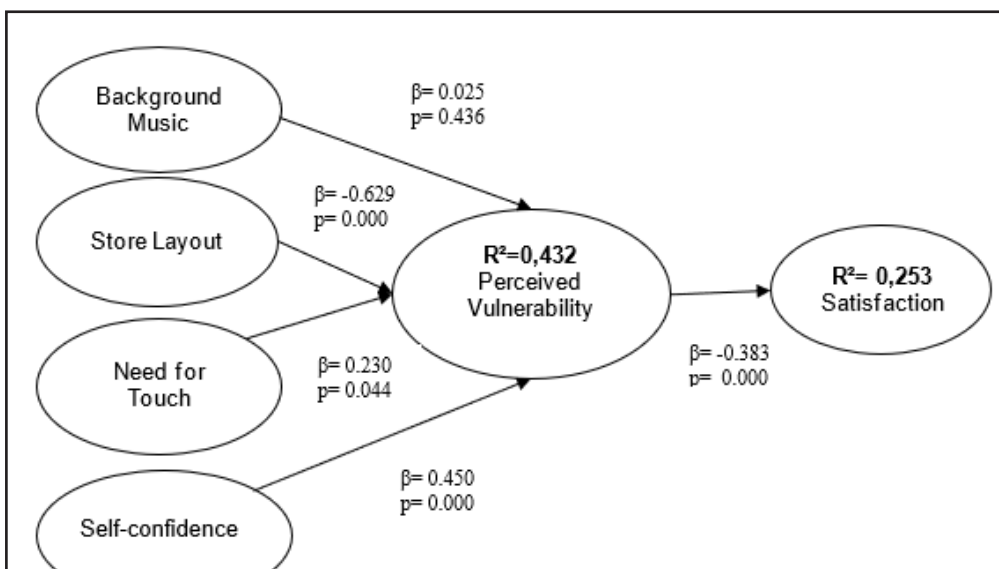 Background
Music
β= 0.025
p= 0.436
β= -0.629
p= 0.000
Store Layout
R²=0,432
Perceived
Vulnerability
R²= 0,253
Satisfaction
Need for
Touch
β= 0.230
p= 0.044
β= -0.383
p= 0.000
β= 0.450
p= 0.000
Self-confidence